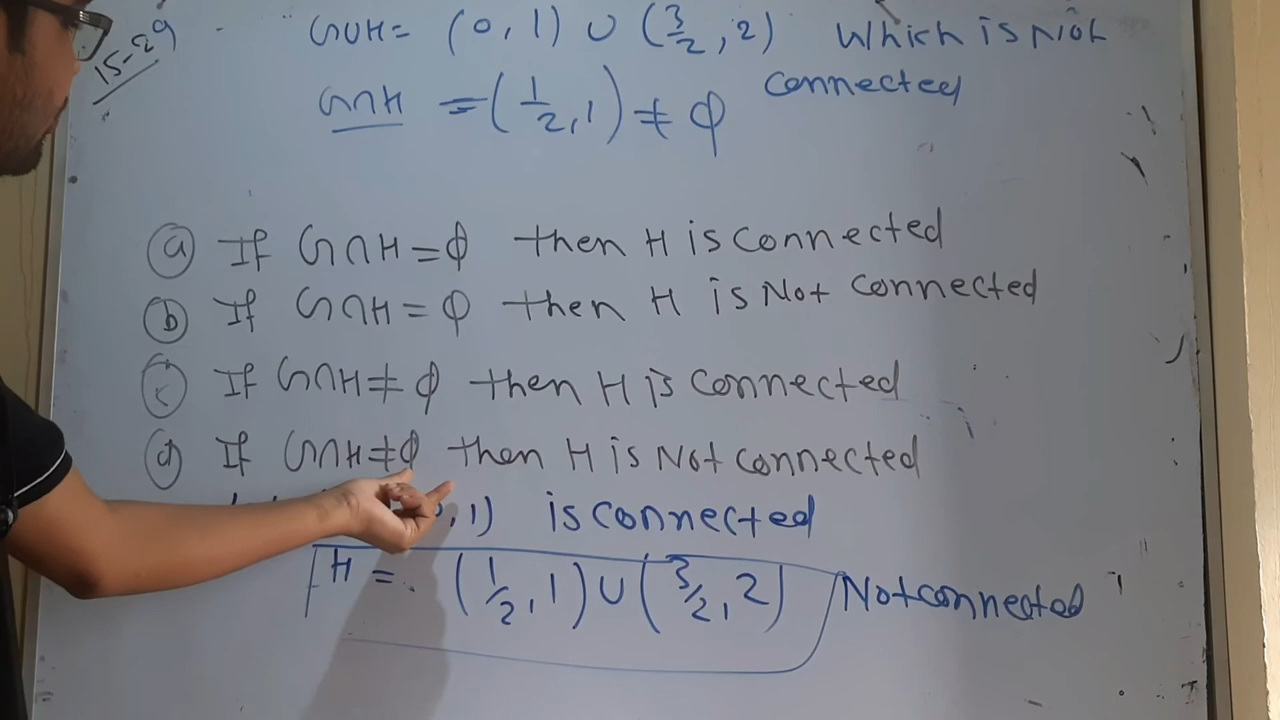 15-29
G∪H = (0, 1) ∪ (3/2, 2) which is Not
connected
G∩H = (1/2, 1) ≠ ϕ
(a) If G∩H = ϕ then H is connected
(b) If G∩H = ϕ then H is Not connected
(c) If G∩H ≠ ϕ then H is connected
(d) If G∩H ≠ ϕ then H is Not connected
, 1) is connected
H = (1/2, 1) ∪ (3/2, 2) Not connected